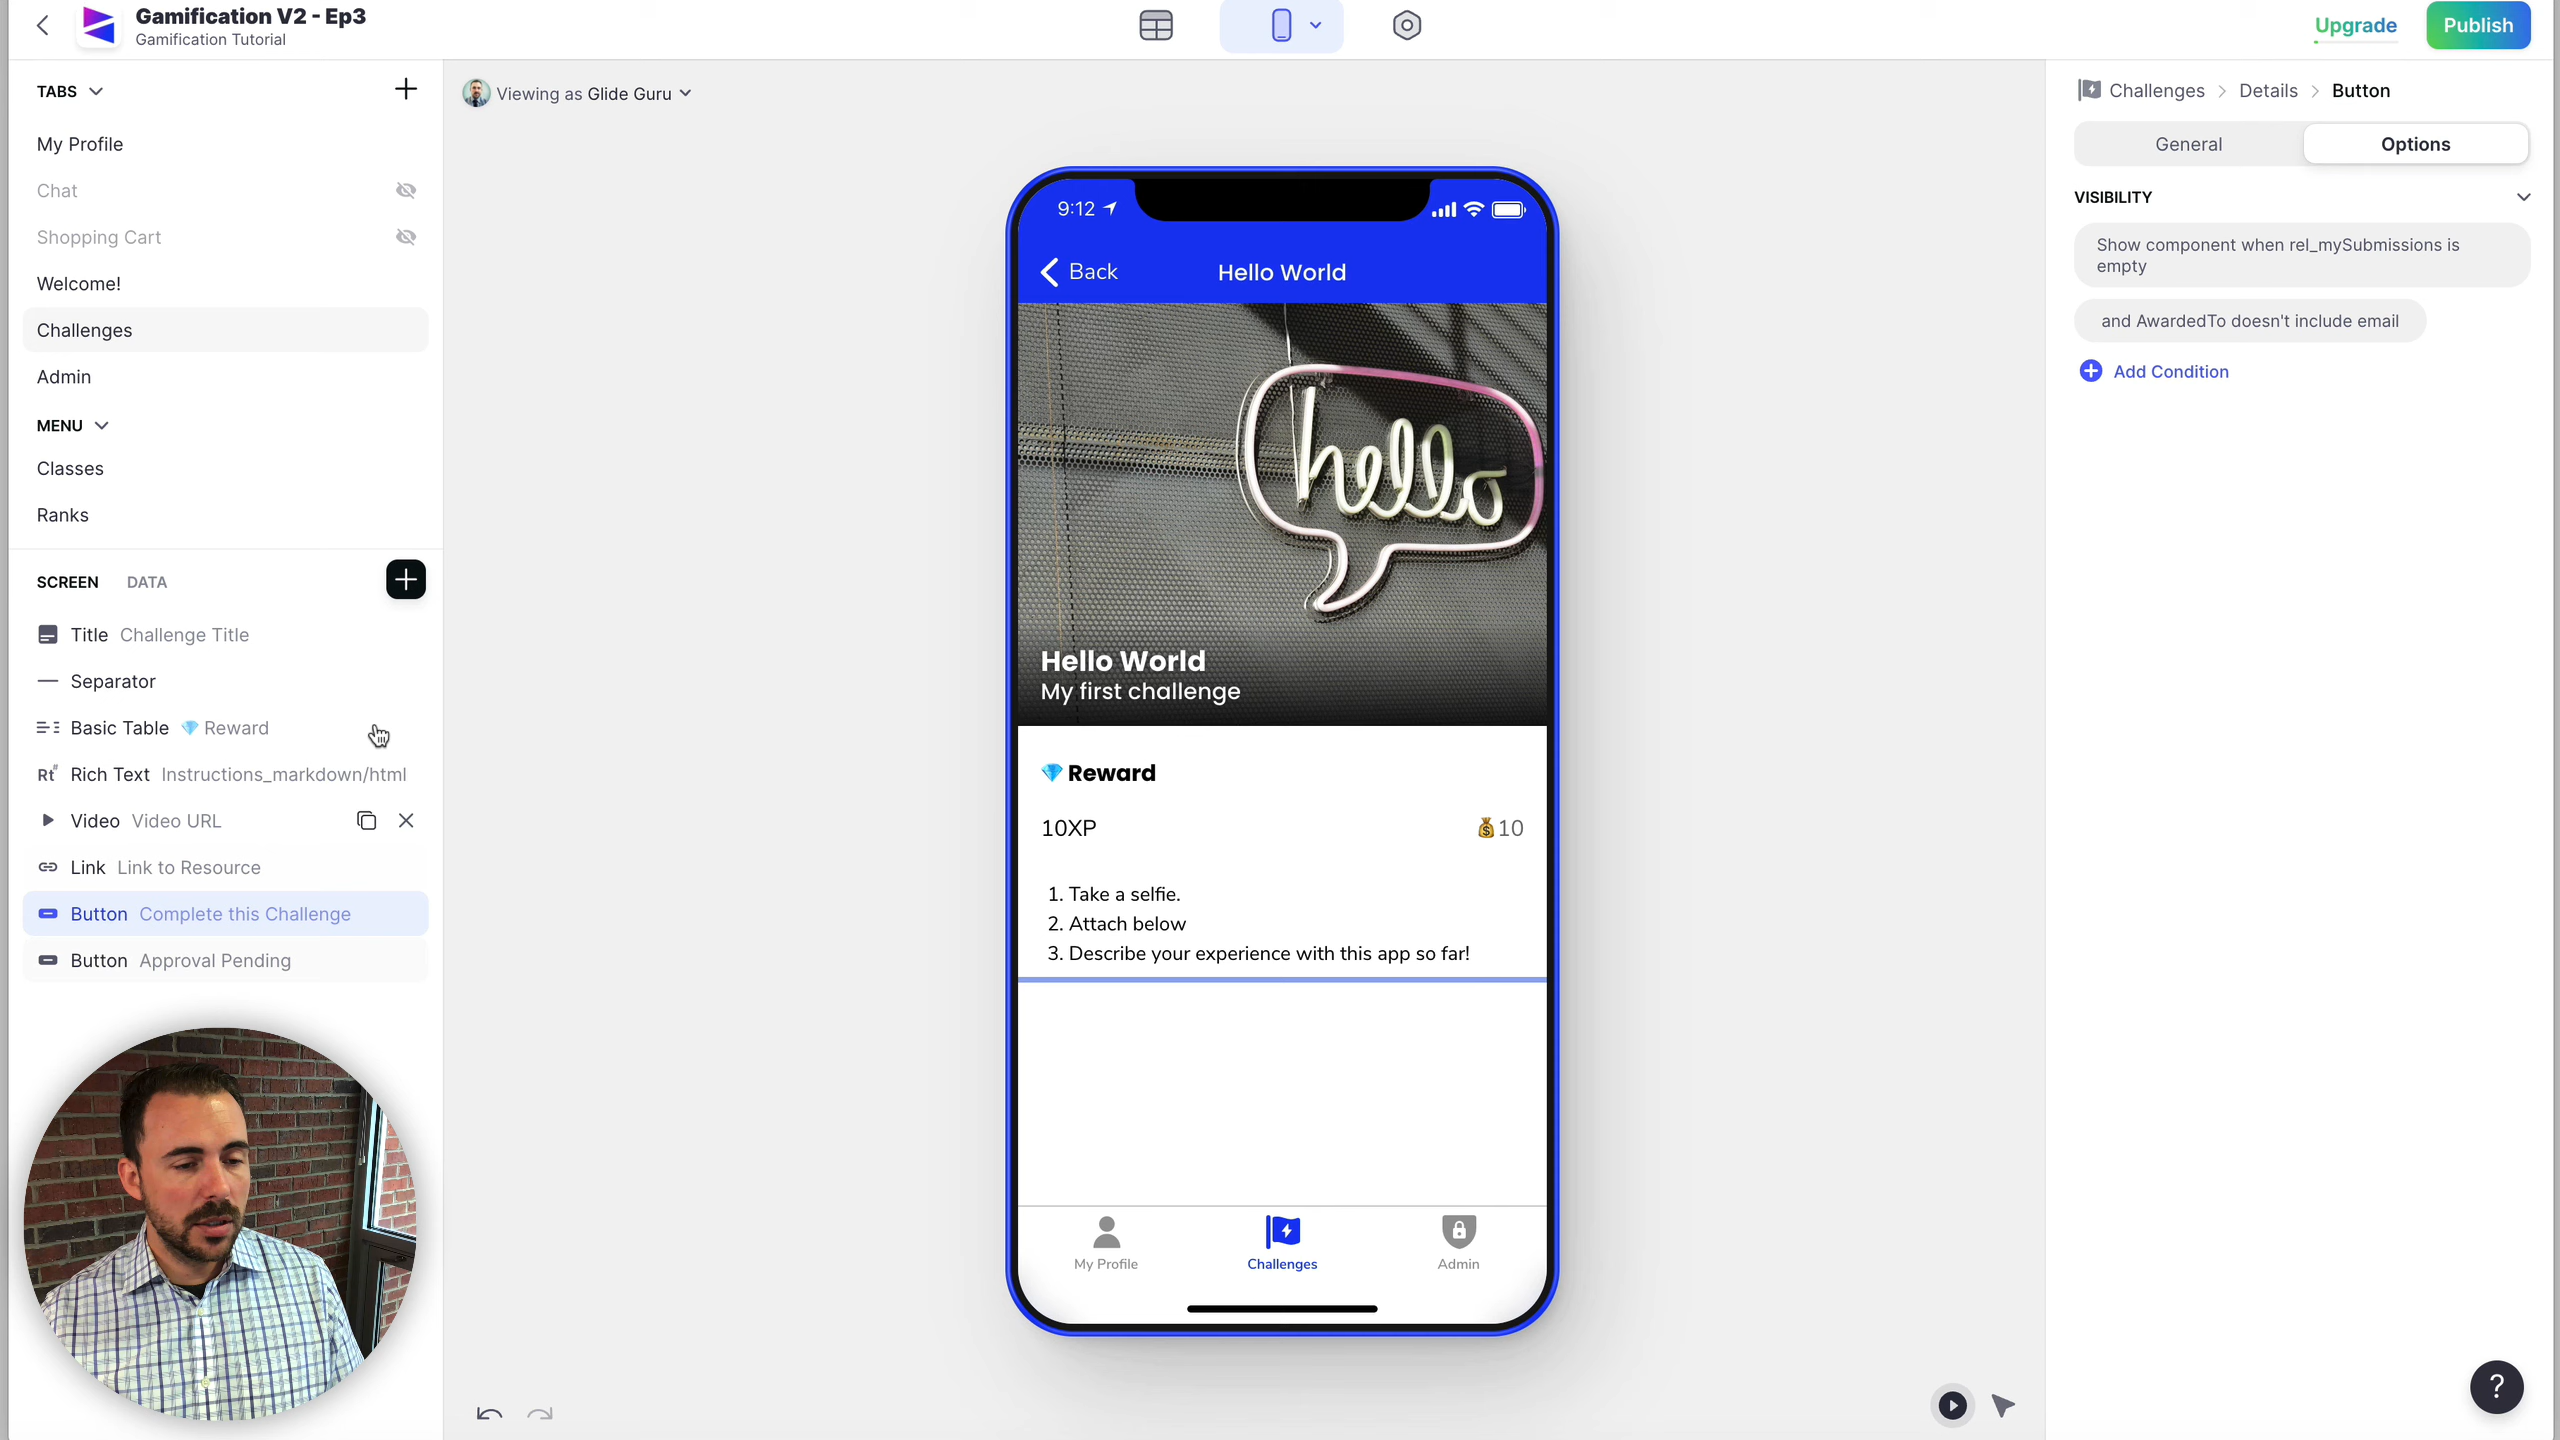 Gamification V2 - Ep3
Gamification Tutorial
Upgrade
Publish
TABS
My Profile
Chat
Shopping Cart
Welcome!
Challenges
Admin
MENU
Classes
Ranks
SCREEN DATA
Title Challenge Title
Separator
Basic Table 💎 Reward
Rt# Rich Text Instructions_markdown/html
Video Video URL
Link Link to Resource
Button Complete this Challenge
Button Approval Pending
Viewing as Glide Guru
9:12
Back Hello World
hello
Hello World
My first challenge
💎 Reward
10XP 💰10
1. Take a selfie.
2. Attach below
3. Describe your experience with this app so far!
My Profile Challenges Admin
Challenges > Details > Button
General Options
VISIBILITY
Show component when rel_mySubmissions is
empty
and AwardedTo doesn't include email
Add Condition
?